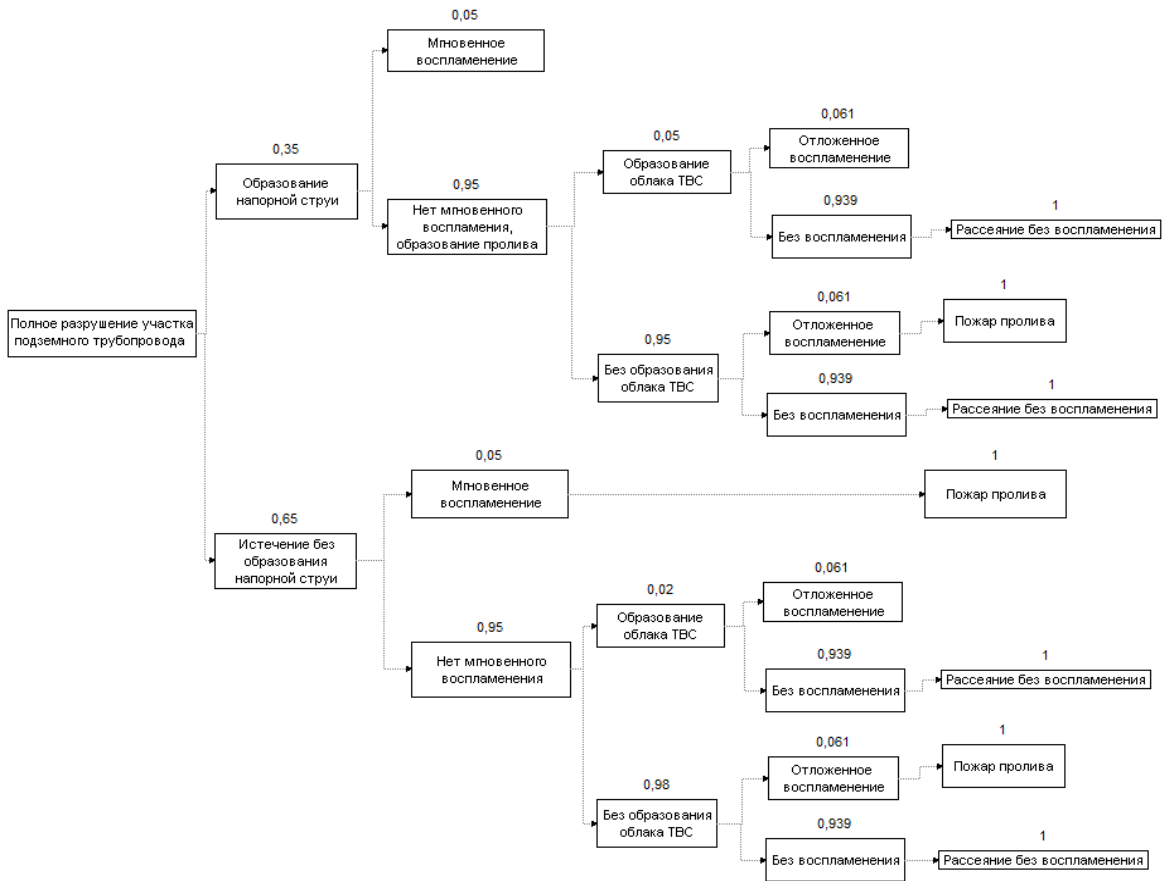 0,05
Мгновенное
воспламенение
0,35
Образование
напорной струи
0,95
Нет мгновенного
воспламения,
образование пролива
0,05
Образование
облака ТВС
0,061
Отложенное
воспламенение
0,939
Без воспламенения
1
Рассеяние без воспламенения
Полное разрушение участка
подземного трубопровода
0,95
Без образования
облака ТВС
0,061
Отложенное
воспламенение
1
Пожар пролива
0,939
Без воспламенения
1
Рассеяние без воспламенения
0,65
Истечение без
образования
напорной струи
0,05
Мгновенное
воспламенение
1
Пожар пролива
0,95
Нет мгновенного
воспламенения
0,02
Образование
облака ТВС
0,061
Отложенное
воспламенение
0,939
Без воспламенения
1
Рассеяние без воспламенения
0,98
Без образования
облака ТВС
0,061
Отложенное
воспламенение
1
Пожар пролива
0,939
Без воспламенения
1
Рассеяние без воспламенения